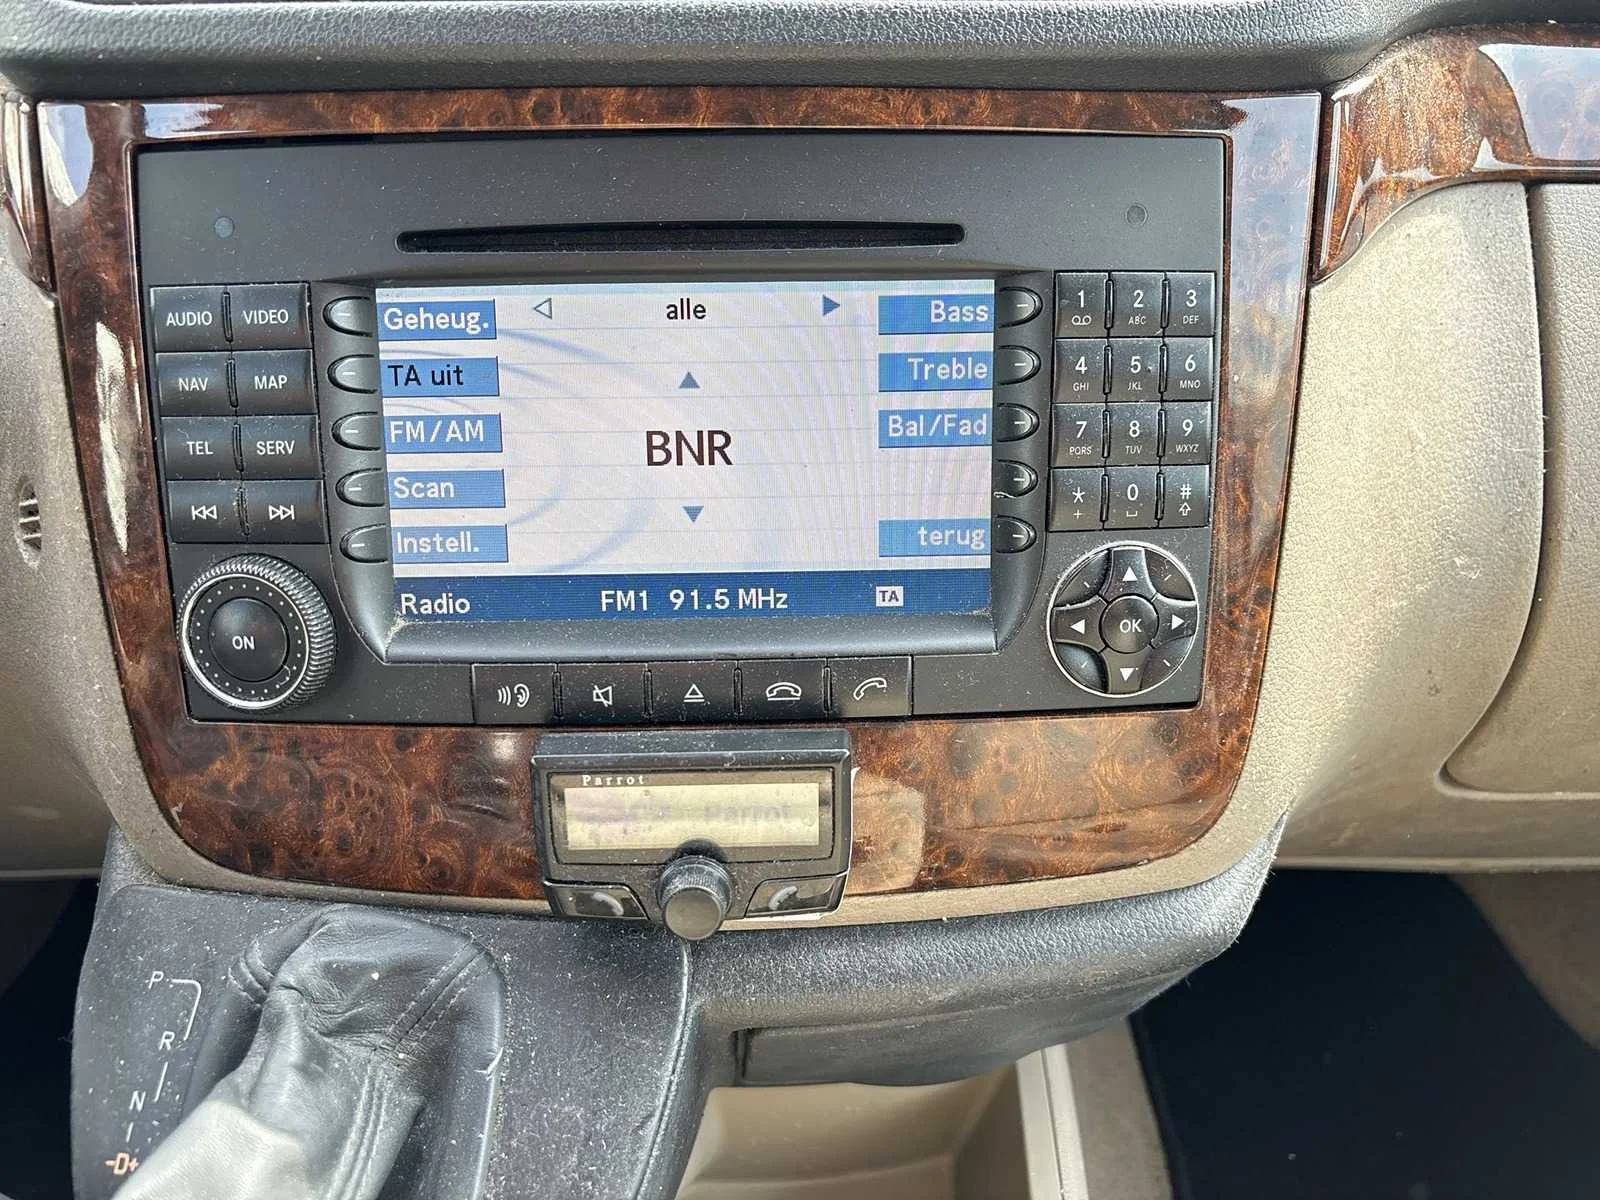 Geheug. alle Bass
TA uit Treble
FM/AM BNR Bal/Fad
Scan
Instell. terug
Radio FM1 91.5 MHz TA
AUDIO VIDEO
NAV MAP
TEL SERV
ON
1 2 ABC 3 DEF
4 GHI 5 JKL 6 MNO
7 PQRS 8 TUV 9 WXYZ
* + 0 #
OK
Parrot
Parrot
P
R
N
-D+